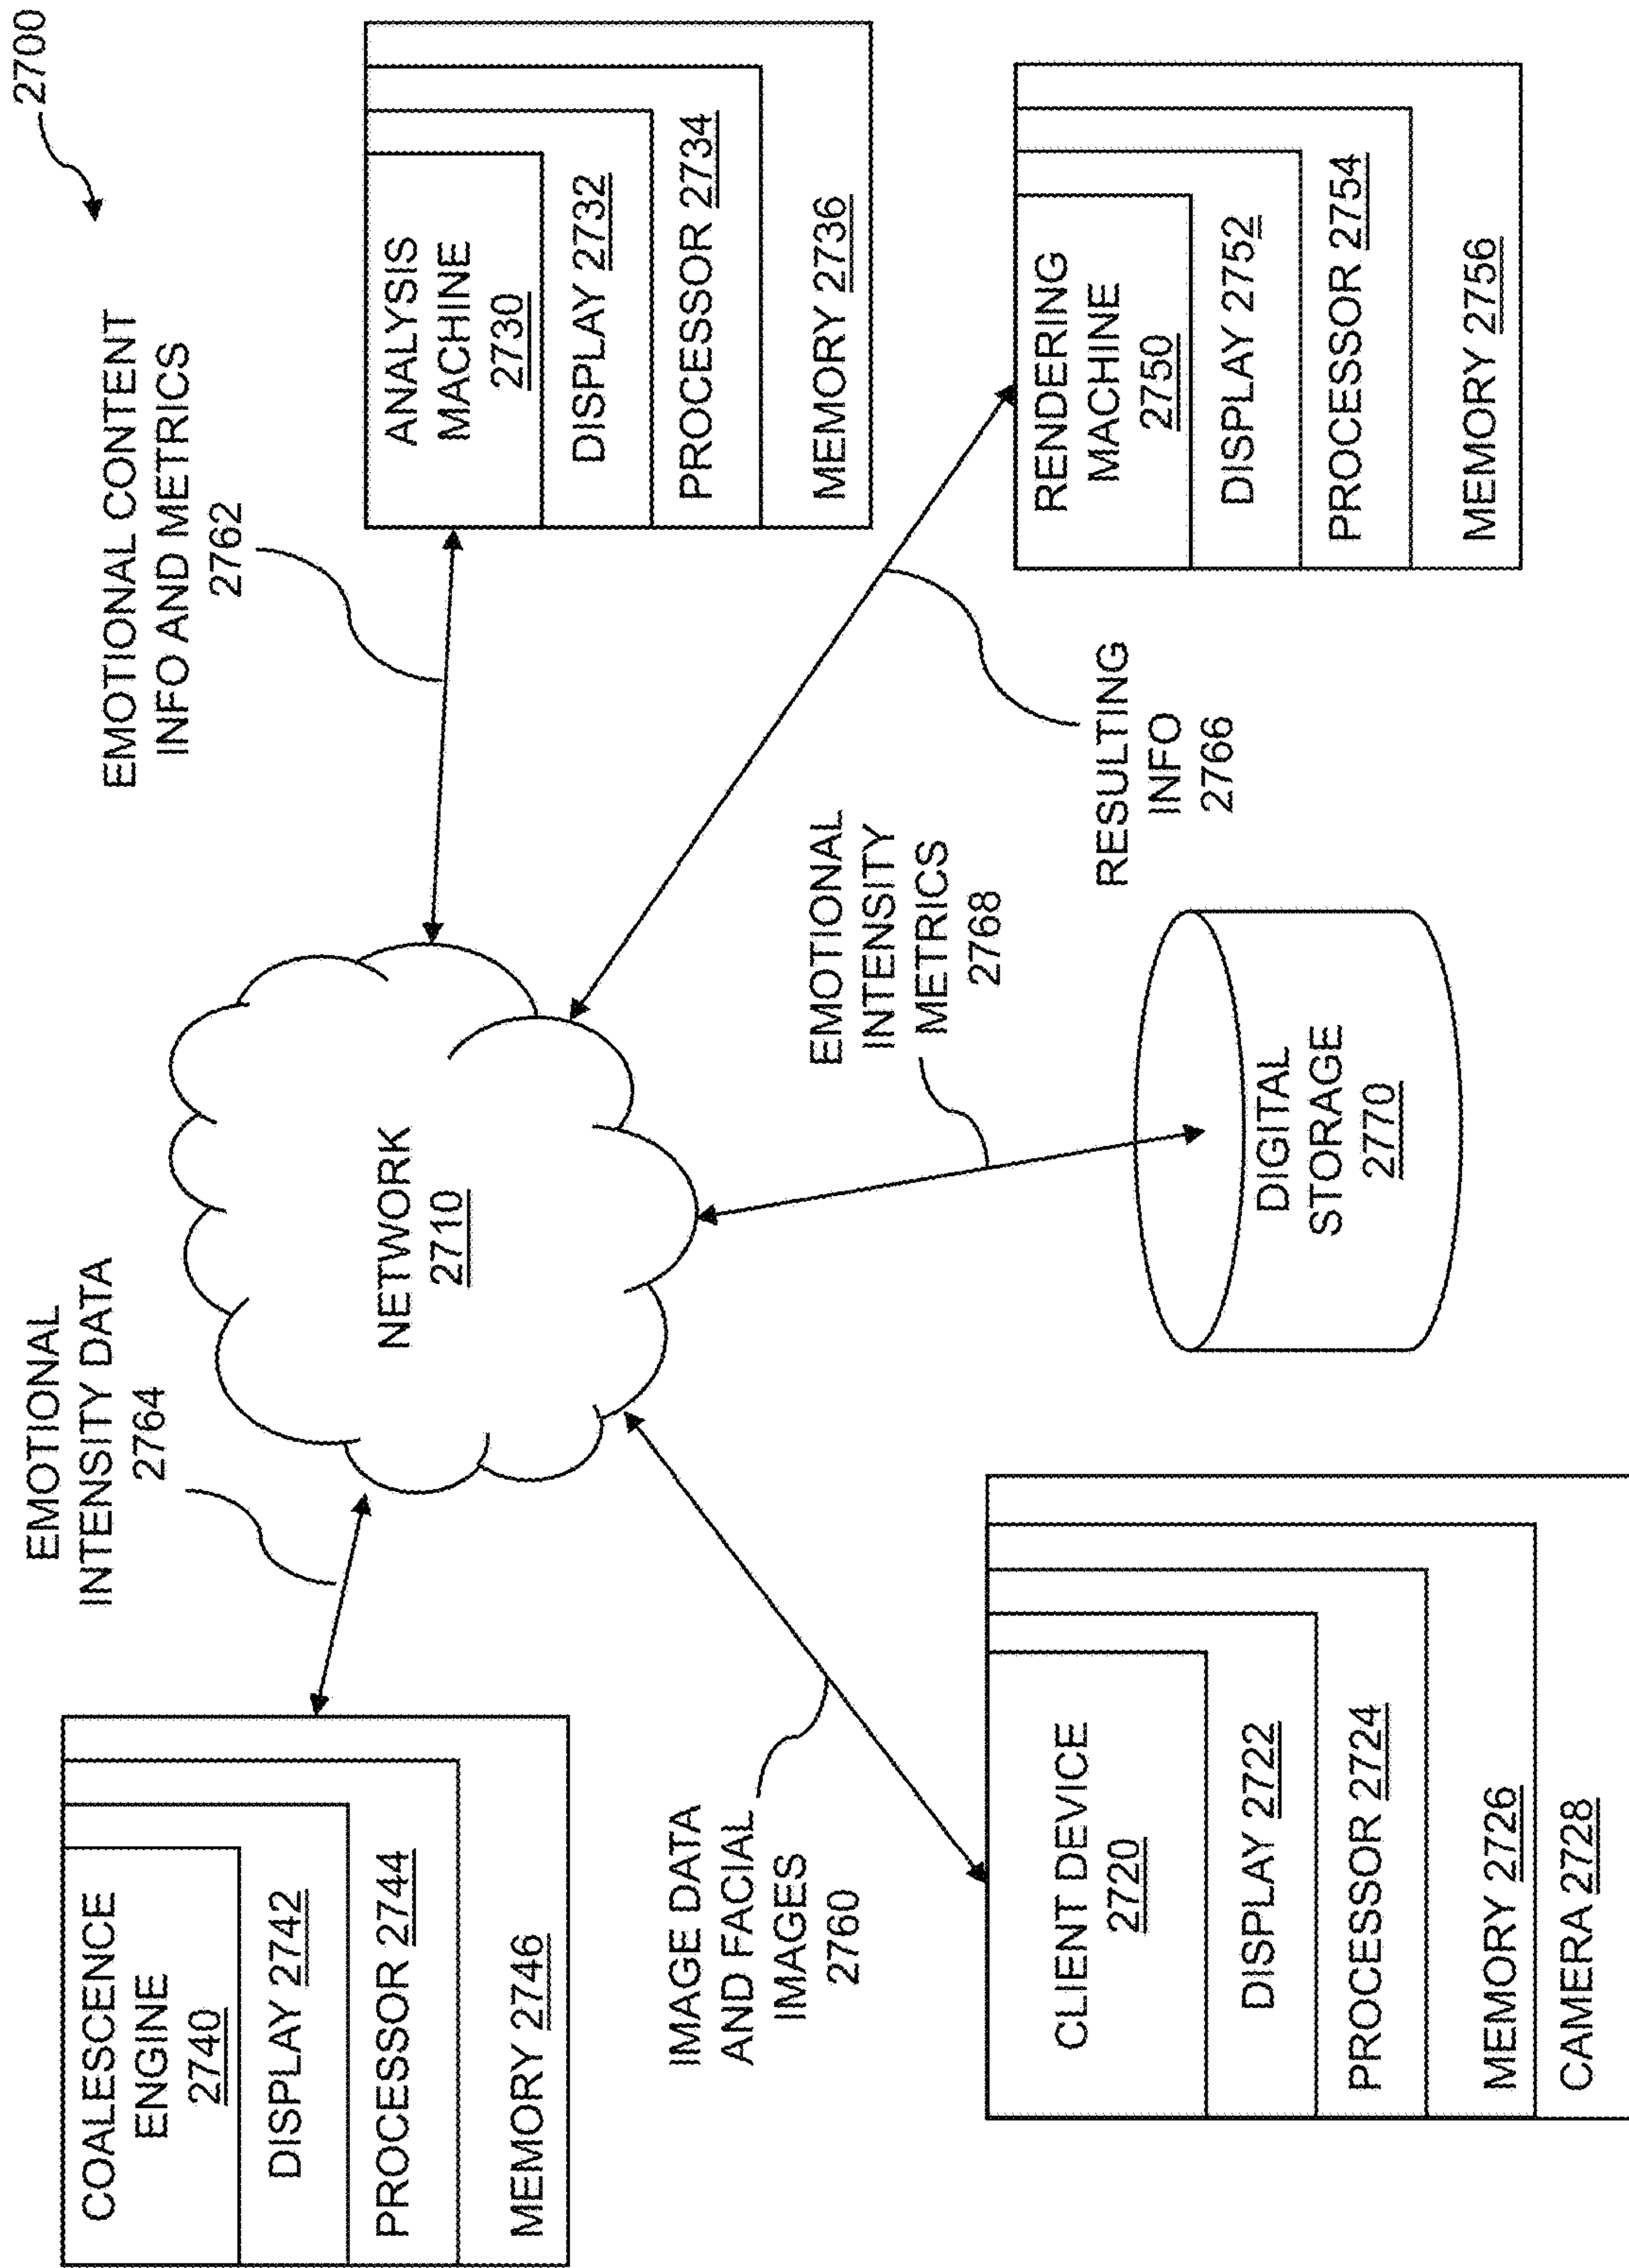 2700
EMOTIONAL
INTENSITY DATA
2764
EMOTIONAL CONTENT
INFO AND METRICS
2762
COALESCENCE
ENGINE
2740
DISPLAY 2742
PROCESSOR 2744
MEMORY 2746
NETWORK
2710
ANALYSIS
MACHINE
2730
DISPLAY 2732
PROCESSOR 2734
MEMORY 2736
IMAGE DATA
AND FACIAL
IMAGES
2760
EMOTIONAL
INTENSITY
METRICS
2768
RESULTING
INFO
2766
CLIENT DEVICE
2720
DISPLAY 2722
PROCESSOR 2724
MEMORY 2726
CAMERA 2728
DIGITAL
STORAGE
2770
RENDERING
MACHINE
2750
DISPLAY 2752
PROCESSOR 2754
MEMORY 2756